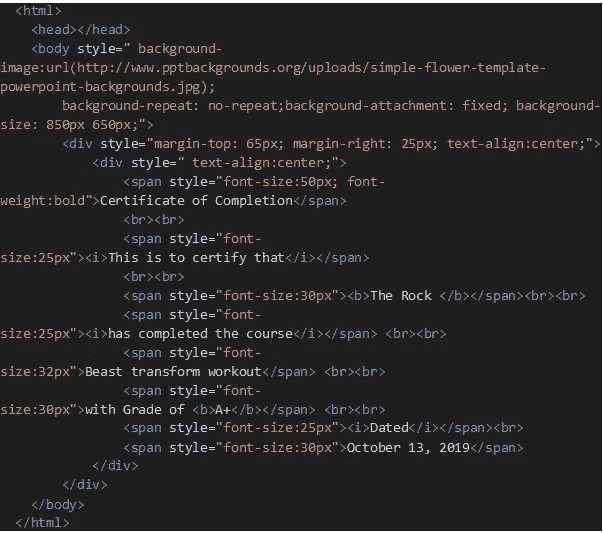 <html>
<head></head>
<body style=" background-
image:url(http://www.pptbackgrounds.org/uploads/simple-flower-template-
powerpoint-backgrounds.jpg);
background-repeat: no-repeat;background-attachment: fixed; background-
size: 850px 650px;">
<div style="margin-top: 65px; margin-right: 25px; text-align:center;">
<div style=" text-align:center;">
<span style="font-size:50px; font-
weight:bold">Certificate of Completion</span>
<br><br>
<span style="font-
size:25px"><i>This is to certify that</i></span>
<br><br>
<span style="font-size:30px"><b>The Rock </b></span><br><br>
<span style="font-
size:25px"><i>has completed the course</i></span> <br><br>
<span style="font-
size:32px">Beast transform workout</span> <br><br>
<span style="font-
size:30px">with Grade of <b>A+</b></span> <br><br>
<span style="font-size:25px"><i>Dated</i></span><br>
<span style="font-size:30px">October 13, 2019</span>
</div>
</div>
</body>
</html>